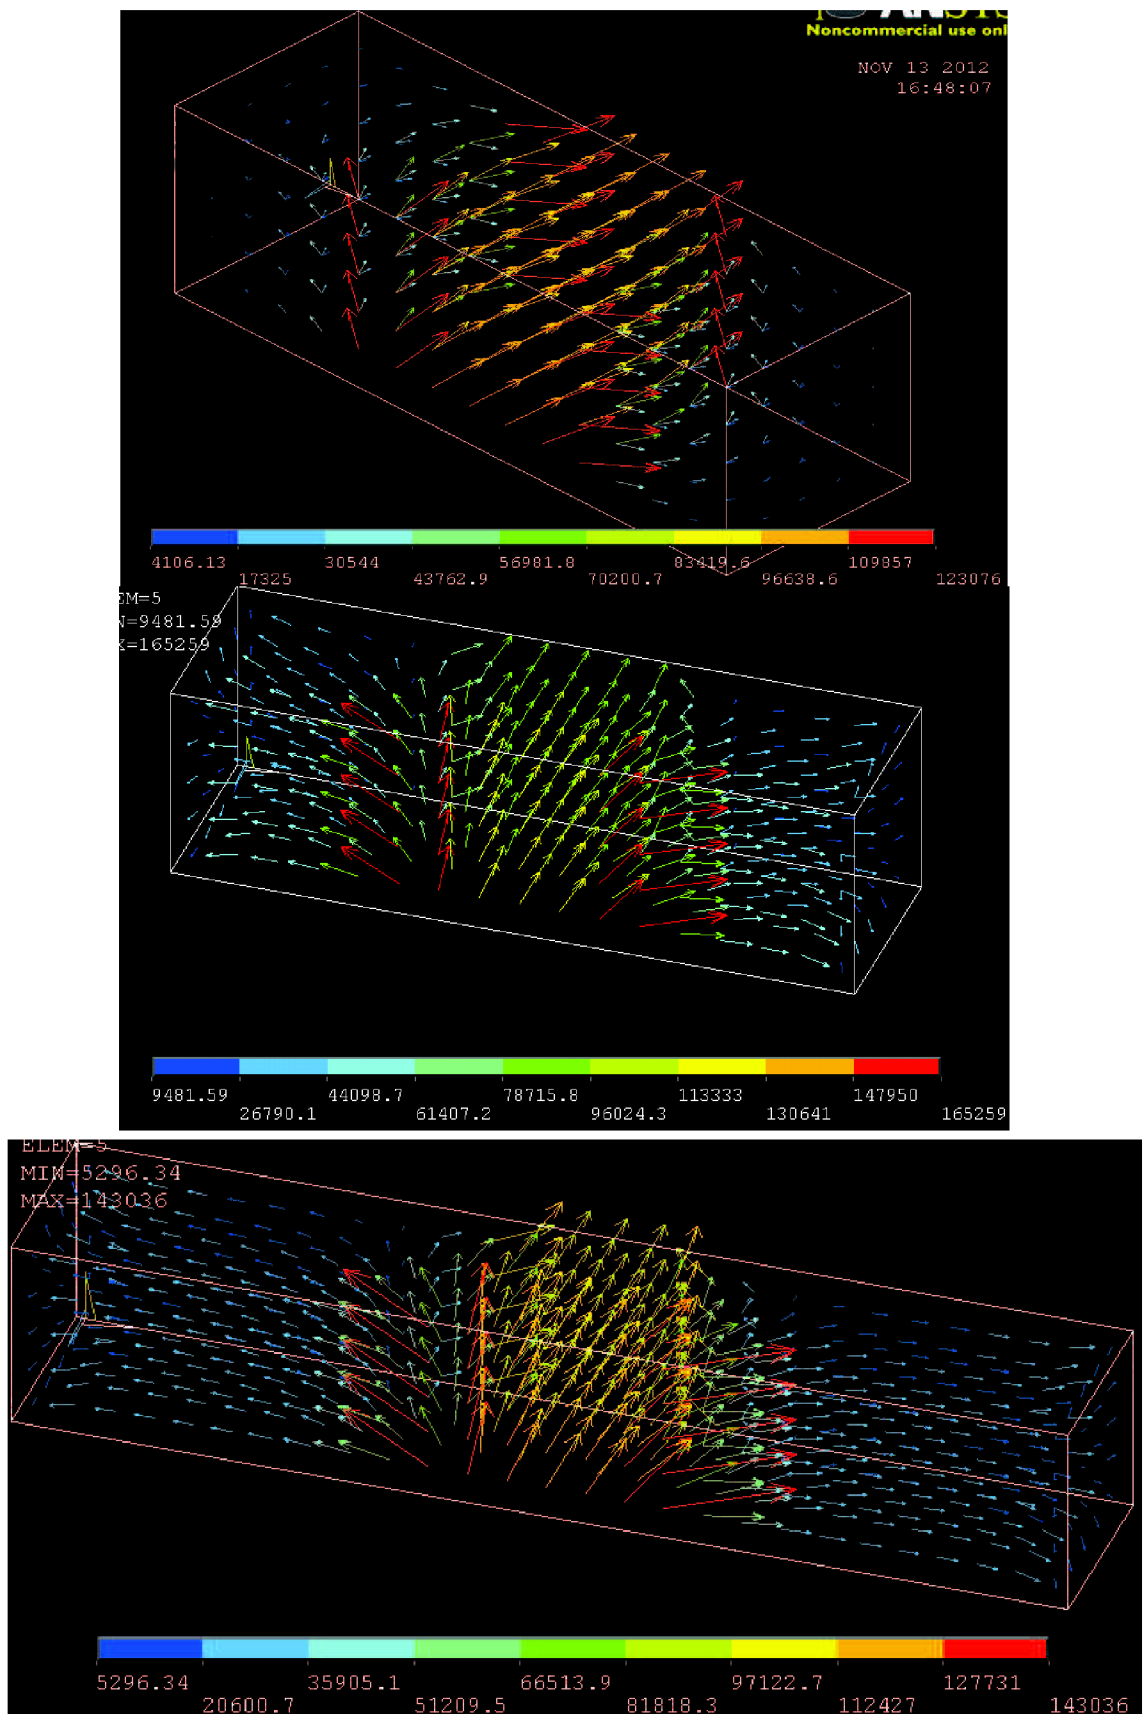 ANSYS
Noncommercial use onl
NOV 13 2012
16:48:07
4106.13 30544 56981.8 83419.6 109857
17325 43762.9 70200.7 96638.6 123076
EM=5
N=9481.59
X=165259
9481.59 44098.7 78715.8 113333 147950
26790.1 61407.2 96024.3 130641 165259
ELEM=5
MIN=5296.34
MAX=143036
5296.34 35905.1 66513.9 97122.7 127731
20600.7 51209.5 81818.3 112427 143036